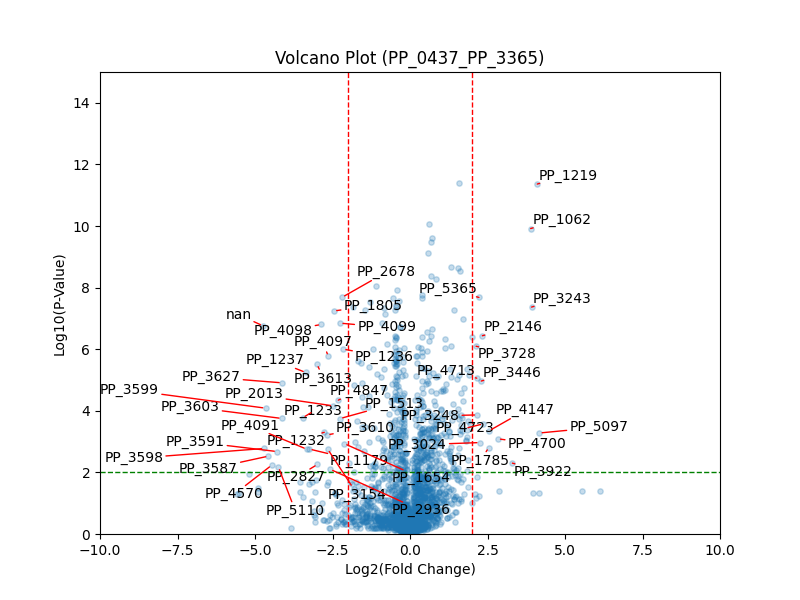 Volcano Plot (PP_0437_PP_3365)
14
12
10
8
6
4
2
0
Log10(P-Value)
PP_1219
PP_1062
PP_2678
PP_5365
PP_1805
PP_3243
nan
PP_4098
PP_4099
PP_2146
PP_4097
PP_1237
PP_1236
PP_3728
PP_3627
PP_3613
PP_4713
PP_3446
PP_3599
PP_2013
PP_4847
PP_3603
PP_1233
PP_1513
PP_3248
PP_4147
PP_4091
PP_3610
PP_4723
PP_5097
PP_3591
PP_1232
PP_3024
PP_4700
PP_3598
PP_3587
PP_1179
PP_1785
PP_3922
PP_2827
PP_1654
PP_4570
PP_3154
PP_5110
PP_2936
−10.0
−7.5
−5.0
−2.5
0.0
2.5
5.0
7.5
10.0
Log2(Fold Change)